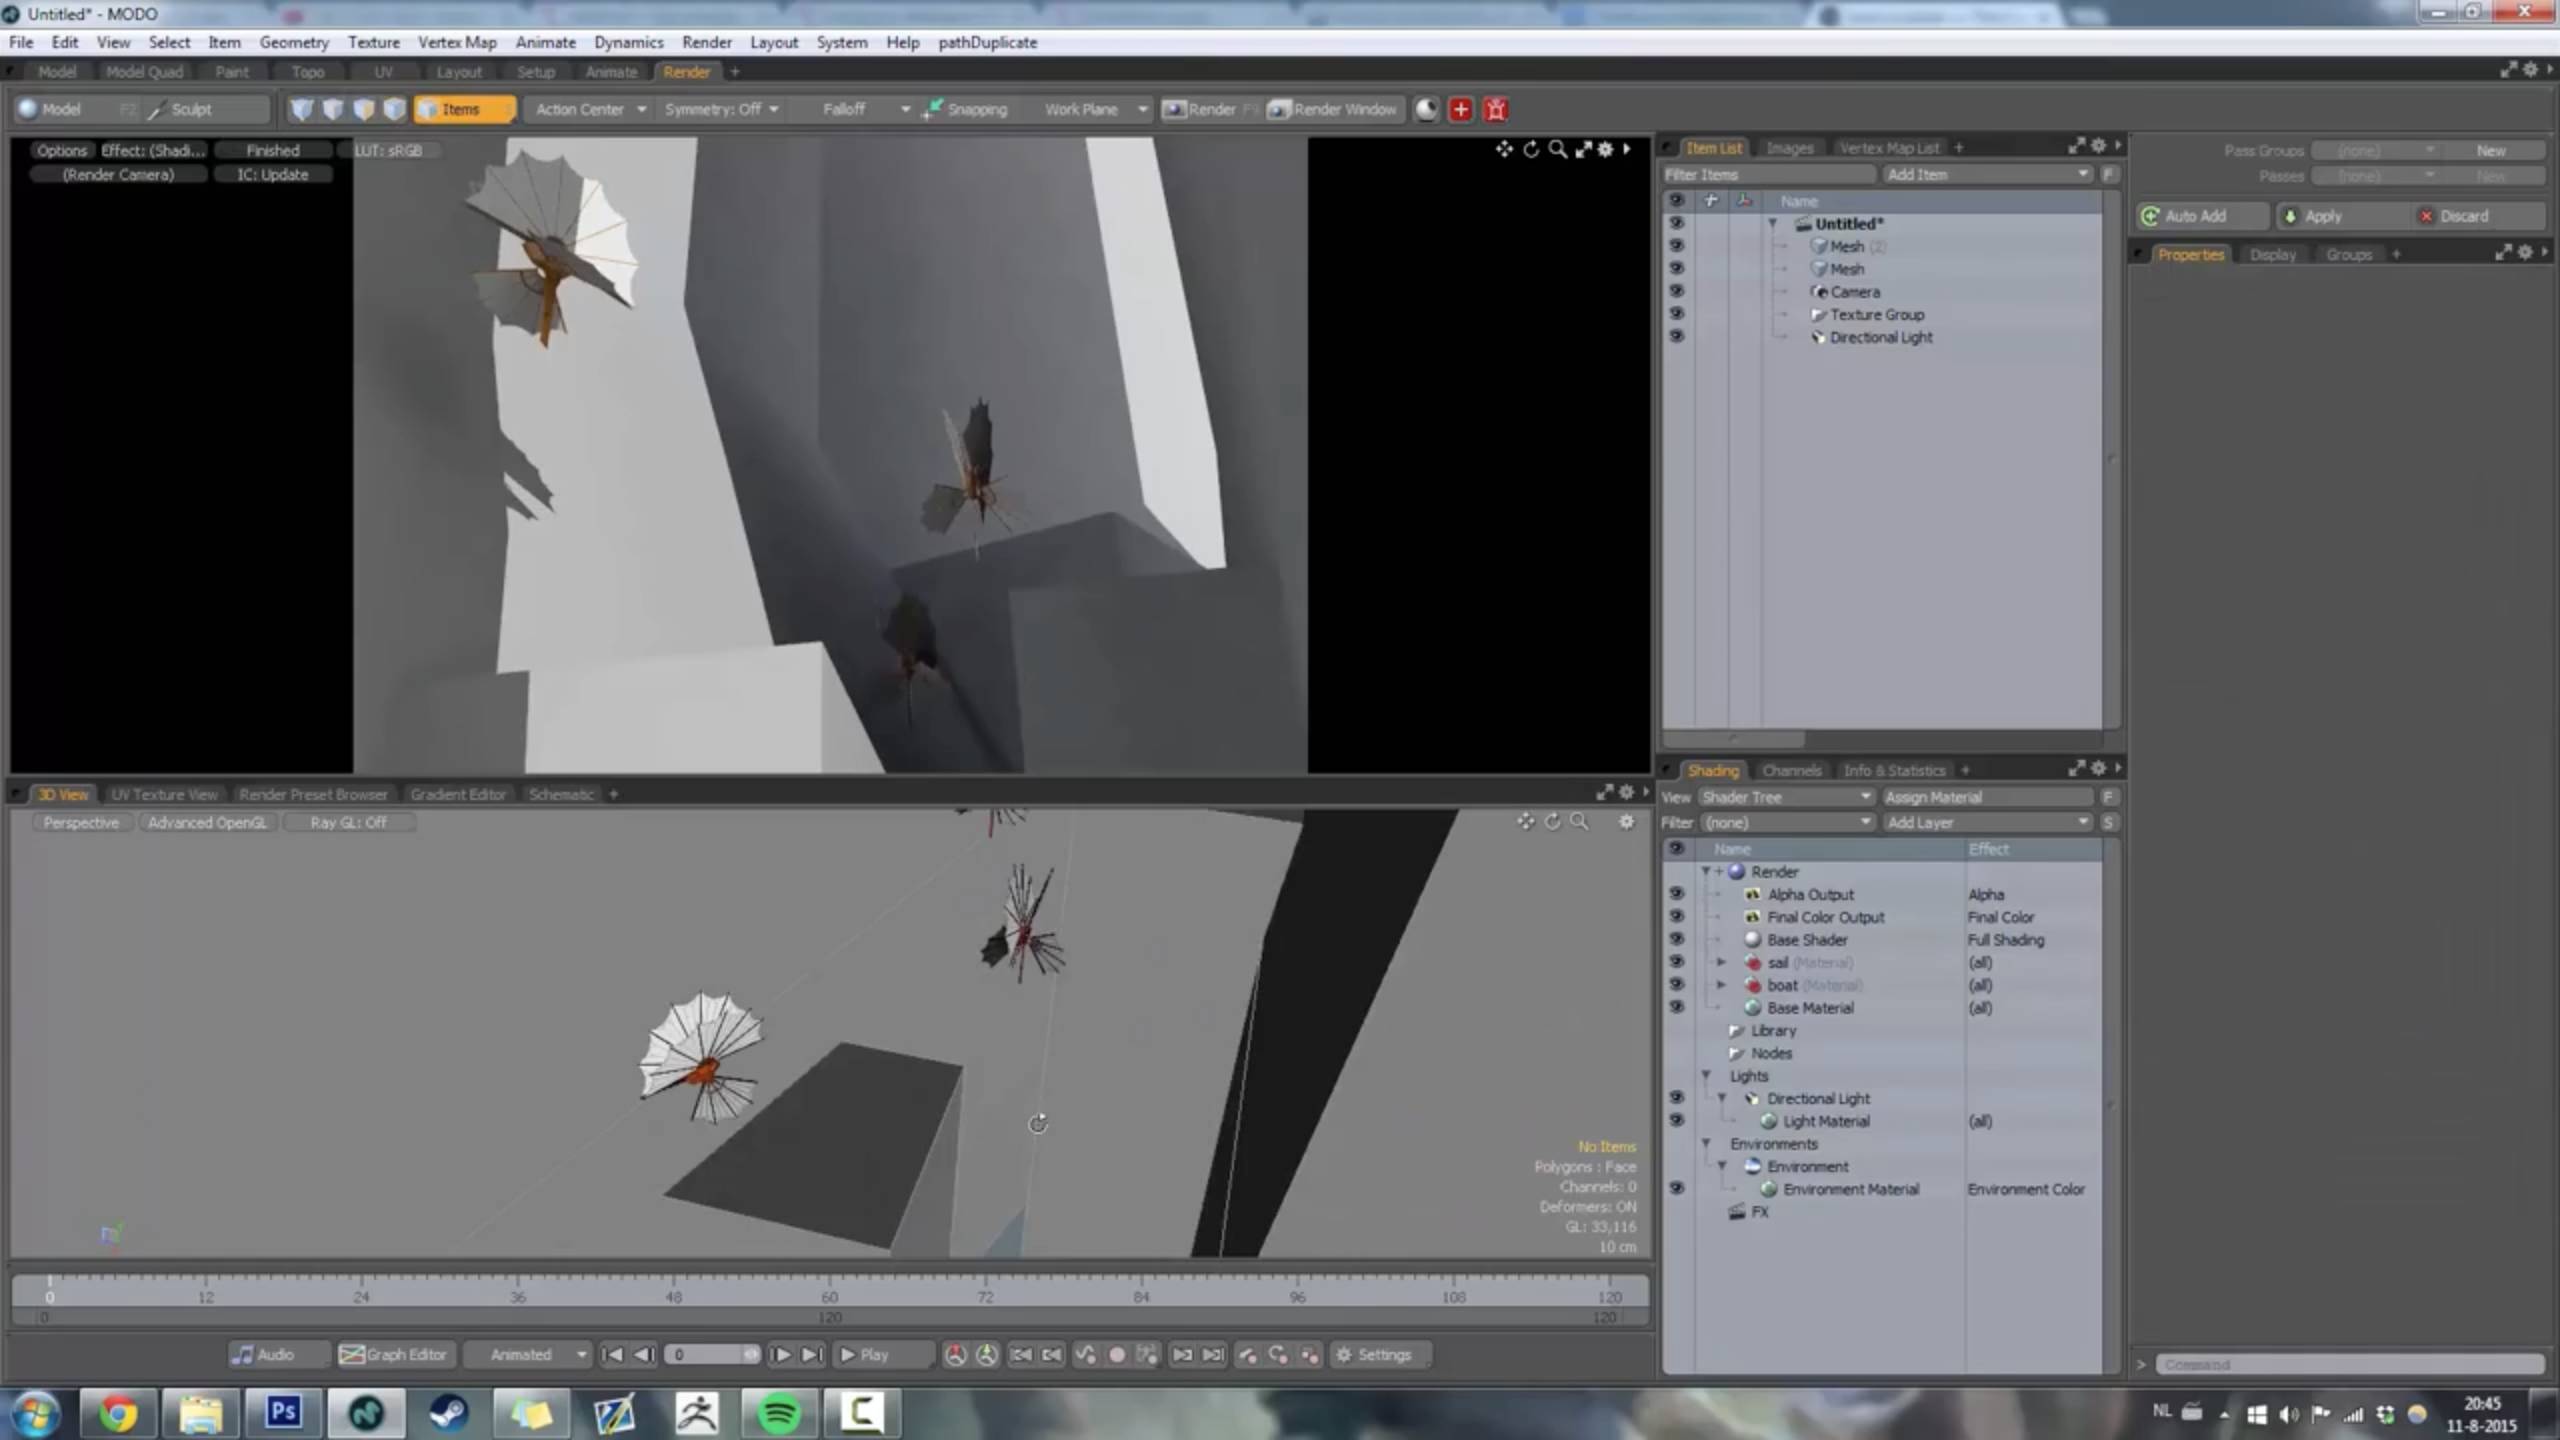 Untitled* - MODO
File Edit View Select Item Geometry Texture Vertex Map Animate Dynamics Render Layout System Help pathDuplicate
Model Model Quad Paint Topo UV Layout Setup Animate Render +
Model F2 Sculpt Items Action Center Symmetry: Off Falloff Snapping Work Plane Render F9 Render Window
Options Effect: (Shadi... Finished LUT: sRGB
(Render Camera) IC: Update
Item List Images Vertex Map List +
Filter Items Add Item F
Name
Untitled*
Mesh (2)
Mesh
Camera
Texture Group
Directional Light
Pass Groups (none) New
Passes (none) New
Auto Add Apply Discard
Properties Display Groups +
3D View UV Texture View Render Preset Browser Gradient Editor Schematic +
Perspective Advanced OpenGL Ray GL: Off
No Items
Polygons : Face
Channels: 0
Deformers: ON
GL: 33,116
10 cm
Shading Channels Info & Statistics +
View Shader Tree Assign Material F
Filter (none) Add Layer S
Name Effect
Render
Alpha Output Alpha
Final Color Output Final Color
Base Shader Full Shading
sail (Material) (all)
boat (Material) (all)
Base Material (all)
Library
Nodes
Lights
Directional Light
Light Material (all)
Environments
Environment
Environment Material Environment Color
FX
0 12 24 36 48 60 72 84 96 108 120
0 120 120
Audio Graph Editor Animated 0 Play Settings
> Command
Ps
NL
20:45
11-8-2015